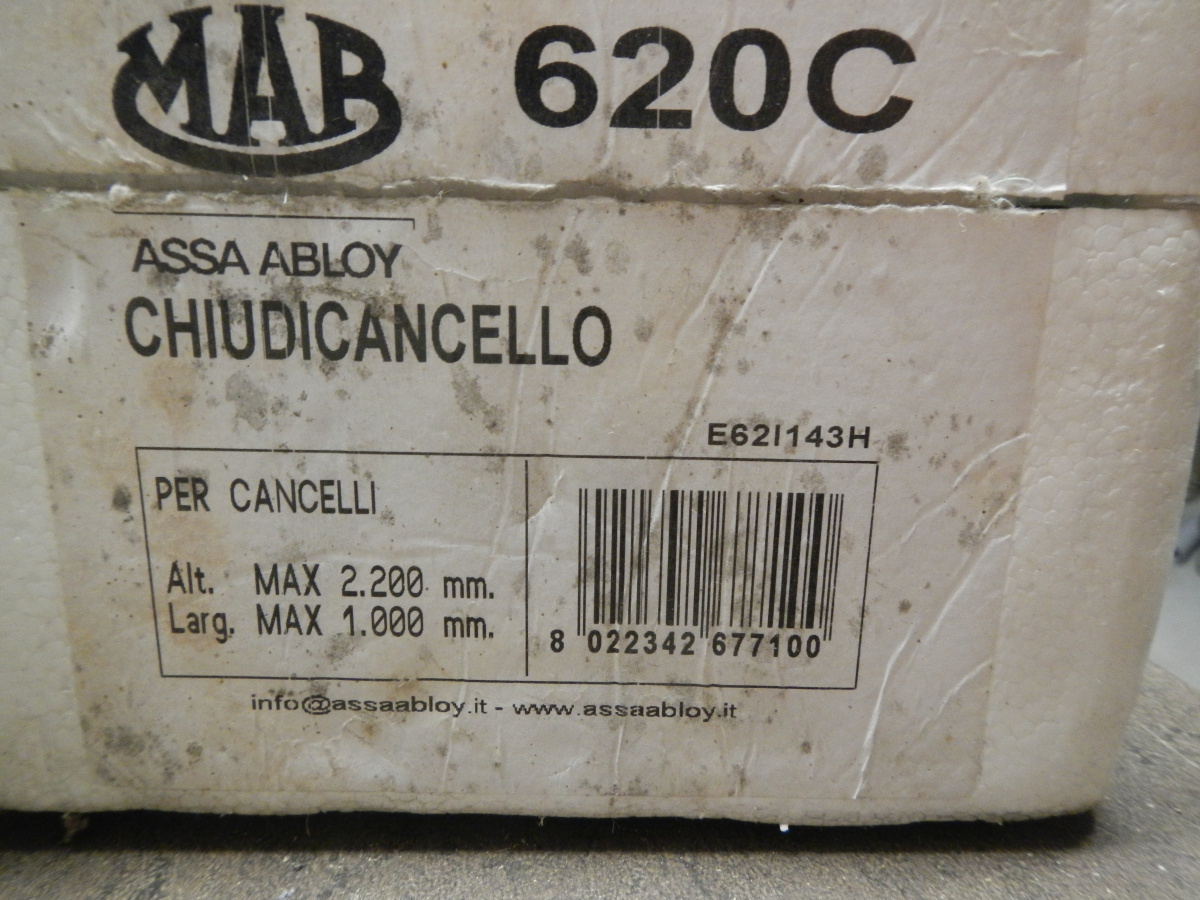 MAB 620C
ASSA ABLOY
CHIUDICANCELLO
E62I143H
PER CANCELLI
Alt. MAX 2.200 mm.
Larg. MAX 1.000 mm.
8 022342 677100
info@assaabloy.it - www.assaabloy.it